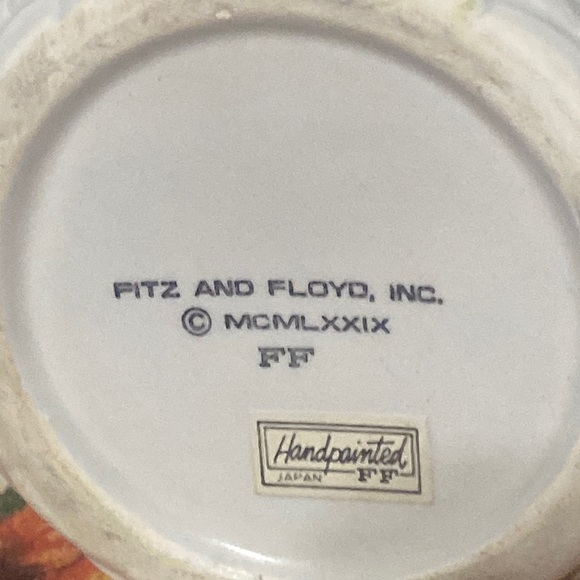 FITZ AND FLOYD, INC.
© MCMLXXIX
FF
Handpainted
JAPAN FF